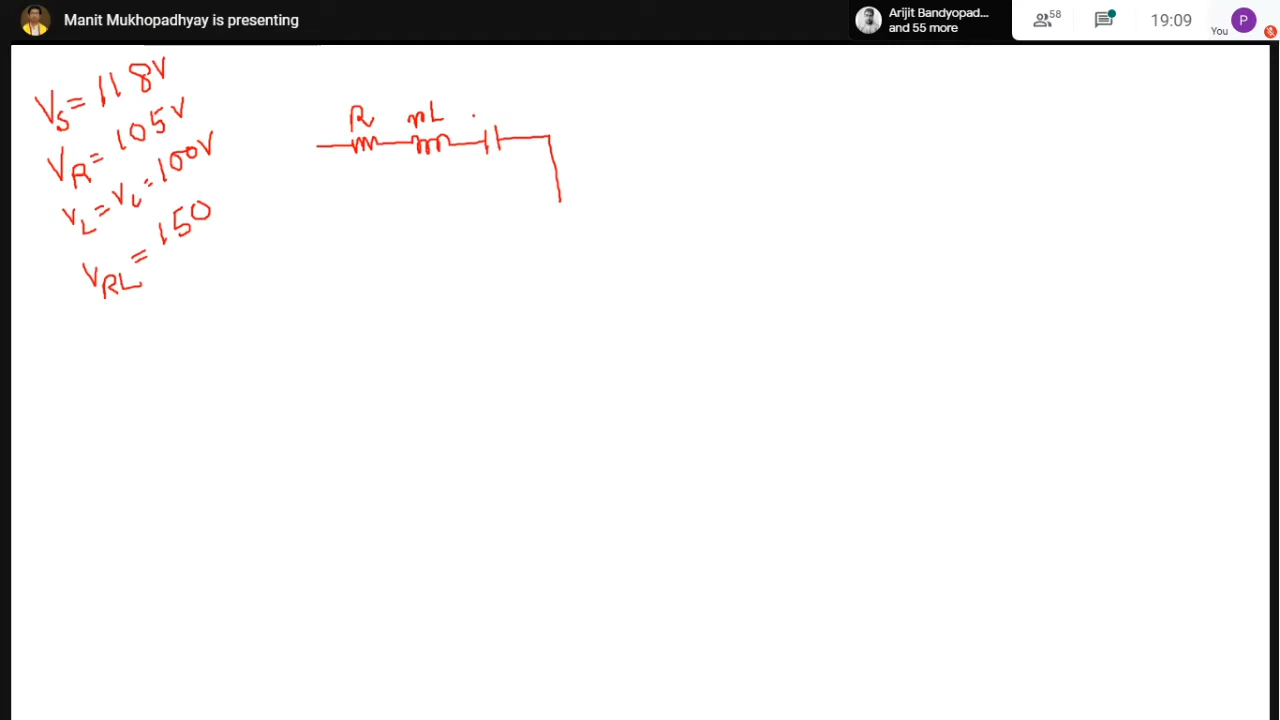 Manit Mukhopadhyay is presenting
Arijit Bandyopad...
and 55 more
58
19:09
You
P
VS = 118V
VR = 105V
VL = VC = 100V
VRL = 150
R rL